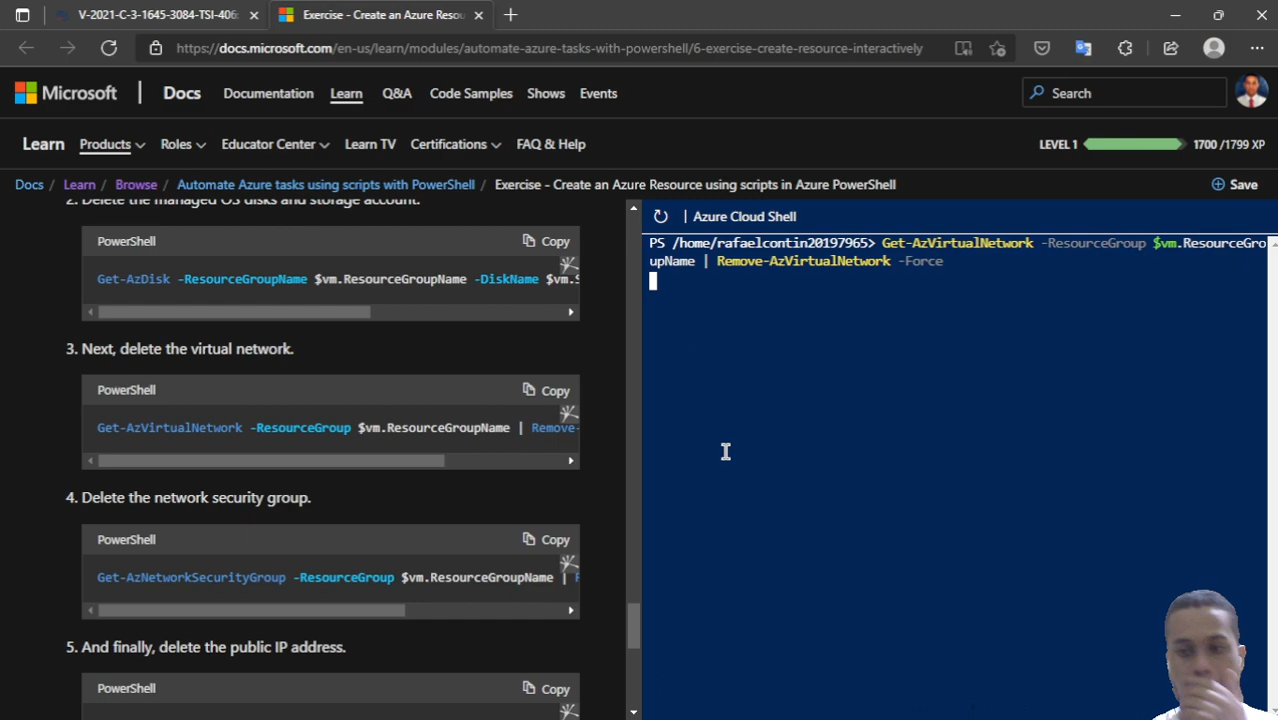 V-2021-C-3-1645-3084-TSI-406:
Exercise - Create an Azure Resou
https://docs.microsoft.com/en-us/learn/modules/automate-azure-tasks-with-powershell/6-exercise-create-resource-interactively
Microsoft
Docs
Documentation
Learn
Q&A
Code Samples
Shows
Events
Search
Learn
Products
Roles
Educator Center
Learn TV
Certifications
FAQ & Help
LEVEL 1
1700 /1799 XP
Docs / Learn / Browse / Automate Azure tasks using scripts with PowerShell / Exercise - Create an Azure Resource using scripts in Azure PowerShell
Save
2. Delete the managed OS disks and storage account.
PowerShell
Copy
Get-AzDisk -ResourceGroupName $vm.ResourceGroupName -DiskName $vm.S
3. Next, delete the virtual network.
PowerShell
Copy
Get-AzVirtualNetwork -ResourceGroup $vm.ResourceGroupName | Remove-
4. Delete the network security group.
PowerShell
Copy
Get-AzNetworkSecurityGroup -ResourceGroup $vm.ResourceGroupName |
5. And finally, delete the public IP address.
PowerShell
Copy
Azure Cloud Shell
PS /home/rafaelcontin20197965> Get-AzVirtualNetwork -ResourceGroup $vm.ResourceGro
upName | Remove-AzVirtualNetwork -Force